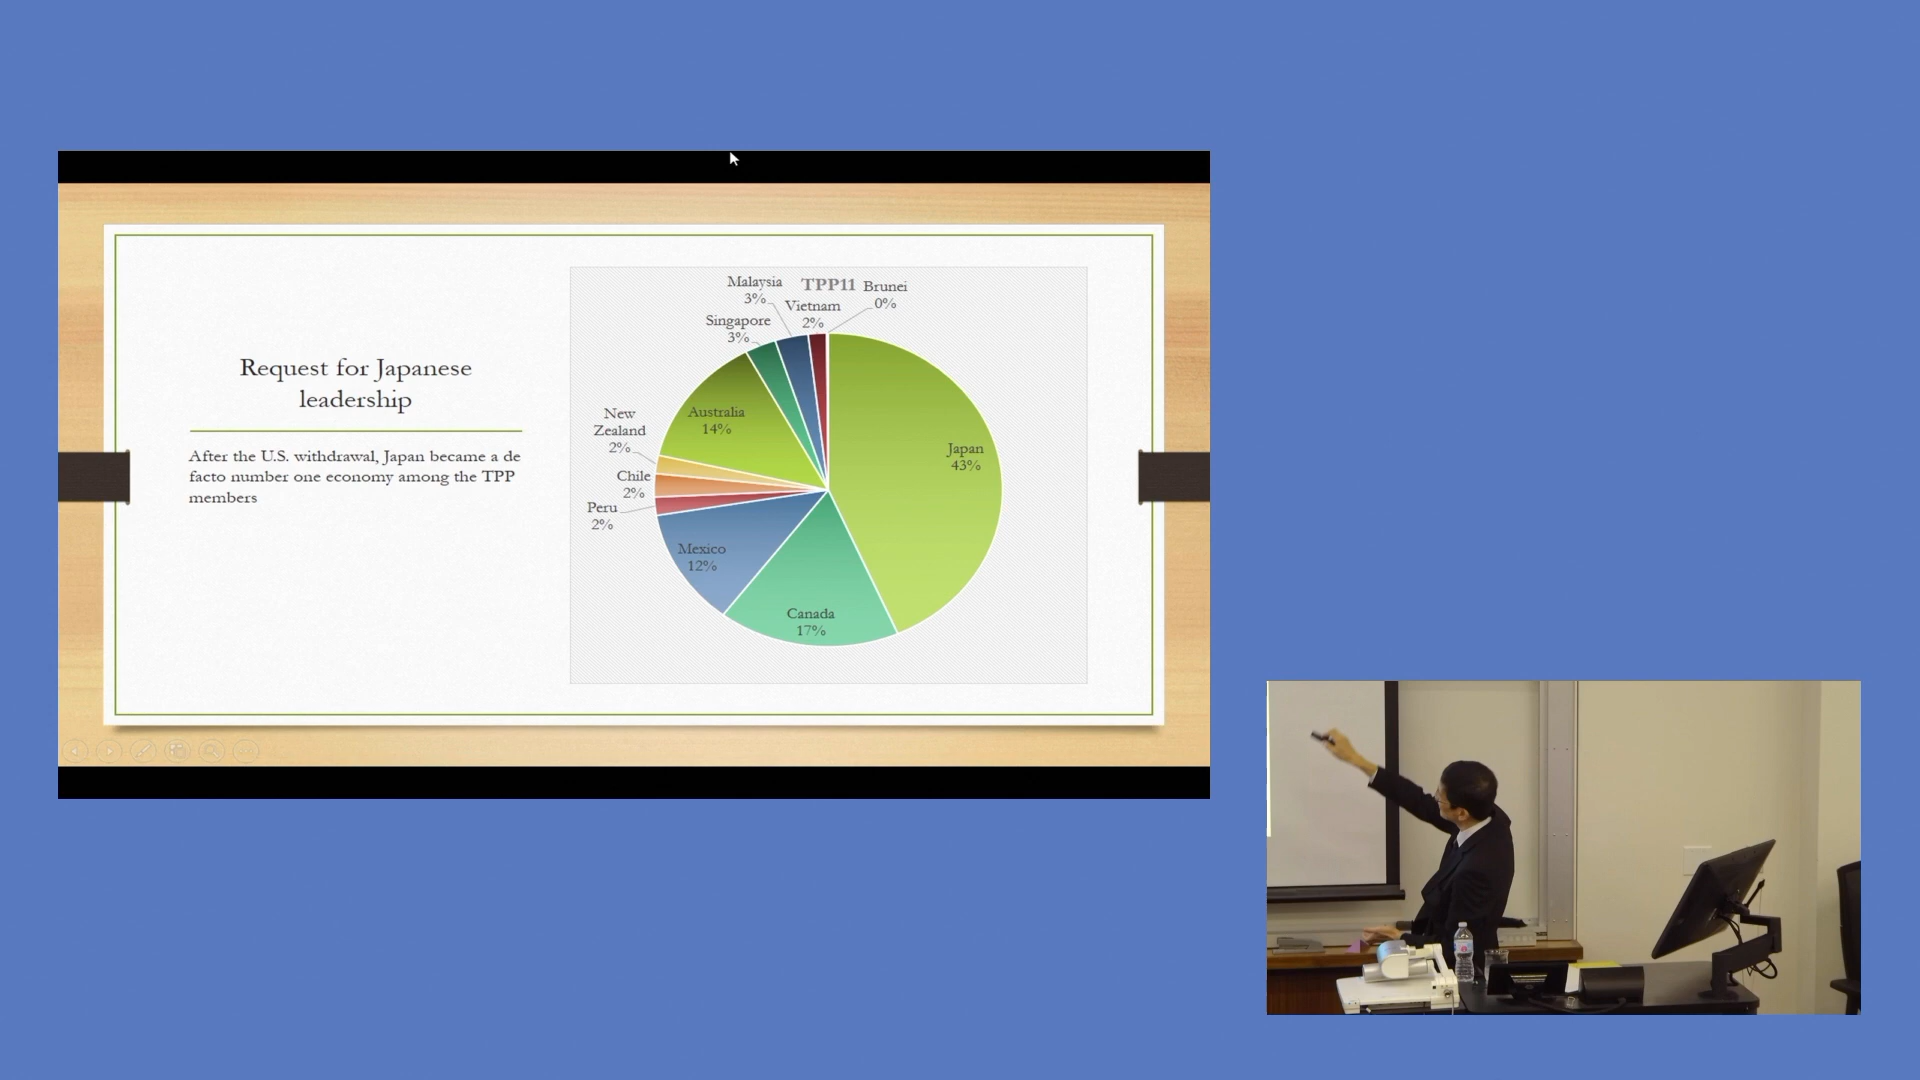 Request for Japanese
leadership
After the U.S. withdrawal, Japan became a de
facto number one economy among the TPP
members
TPP11
Malaysia
3%
Brunei
0%
Vietnam
2%
Singapore
3%
Australia
14%
New
Zealand
2%
Chile
2%
Peru
2%
Mexico
12%
Canada
17%
Japan
43%